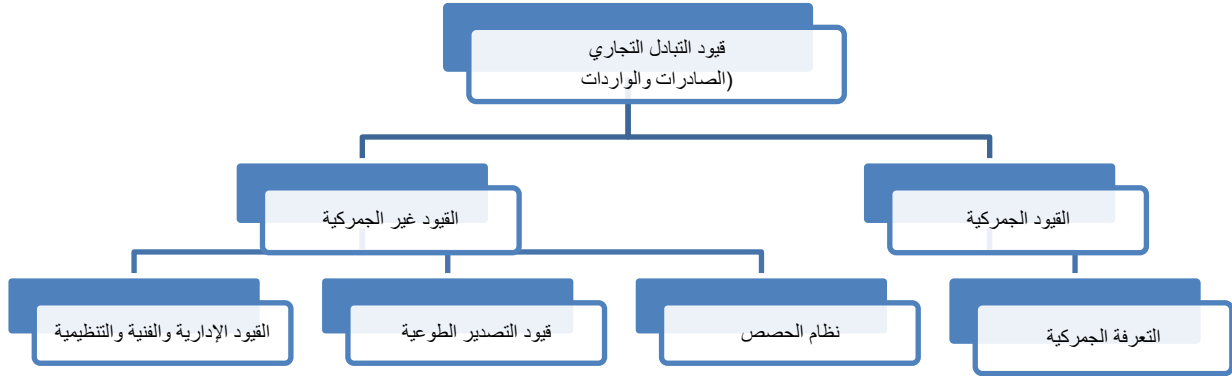 قيود التبادل التجاري
(الصادرات والواردات
القيود الجمركية
القيود غير الجمركية
التعرفة الجمركية
نظام الحصص
قيود التصدير الطوعية
القيود الإدارية والفنية والتنظيمية